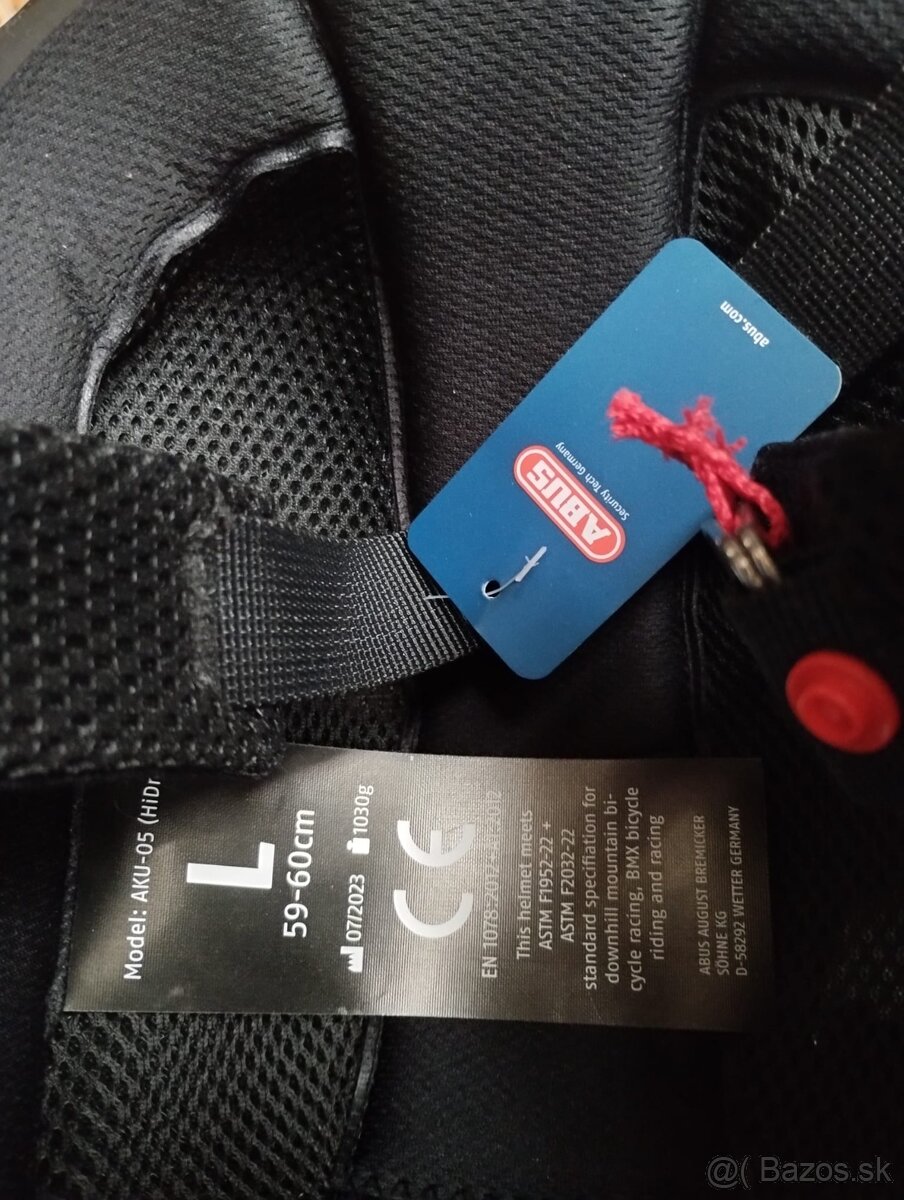 abus.com
ABUS
Security Tech Germany
Model: AKU-05 (HiDr
L
59-60cm
07/2023 1030g
CE
EN 1078:2012+A1:2012
This helmet meets
ASTM F1952-22 +
ASTM F2032-22
standard specifiation for
downhill mountain bi-
cycle racing, BMX bicycle
riding and racing
ABUS AUGUST BREMICKER
SÖHNE KG
D-58292 WETTER GERMANY
@( Bazos.sk